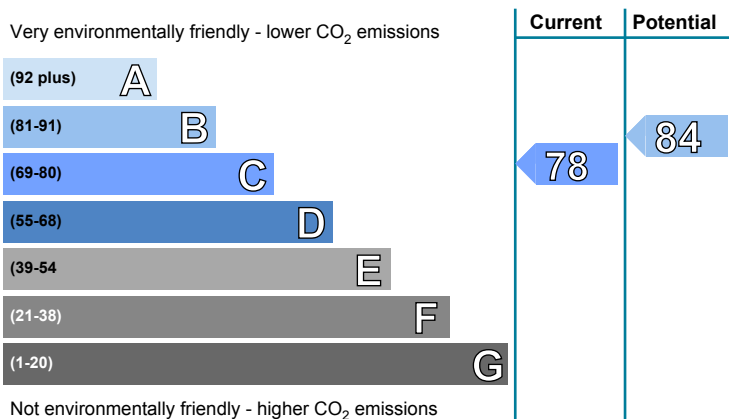 Very environmentally friendly - lower CO2 emissions
Current
Potential
(92 plus) A
(81-91) B
84
(69-80) C
78
(55-68) D
(39-54 E
(21-38) F
(1-20) G
Not environmentally friendly - higher CO2 emissions